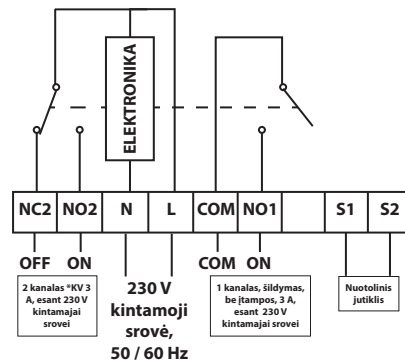 ELEKTRONIKA
NC2 NO2 N L COM NO1 S1 S2
OFF ON COM ON
2 kanalas *KV 3
A, esant 230 V
kintamajai
srovei
230 V
kintamoji
srovė,
50 / 60 Hz
1 kanalas, šildymas,
be įtampos, 3 A,
esant 230 V
kintamajai srovei
Nuotolinis
jutiklis